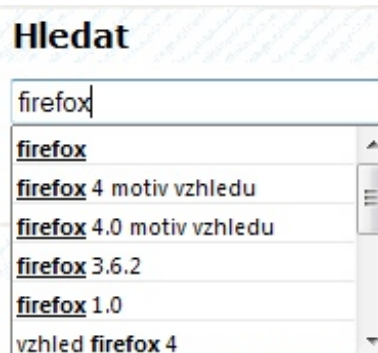 Hledat
firefox
firefox
firefox 4 motiv vzhledu
firefox 4.0 motiv vzhledu
firefox 3.6.2
firefox 1.0
vzhled firefox 4